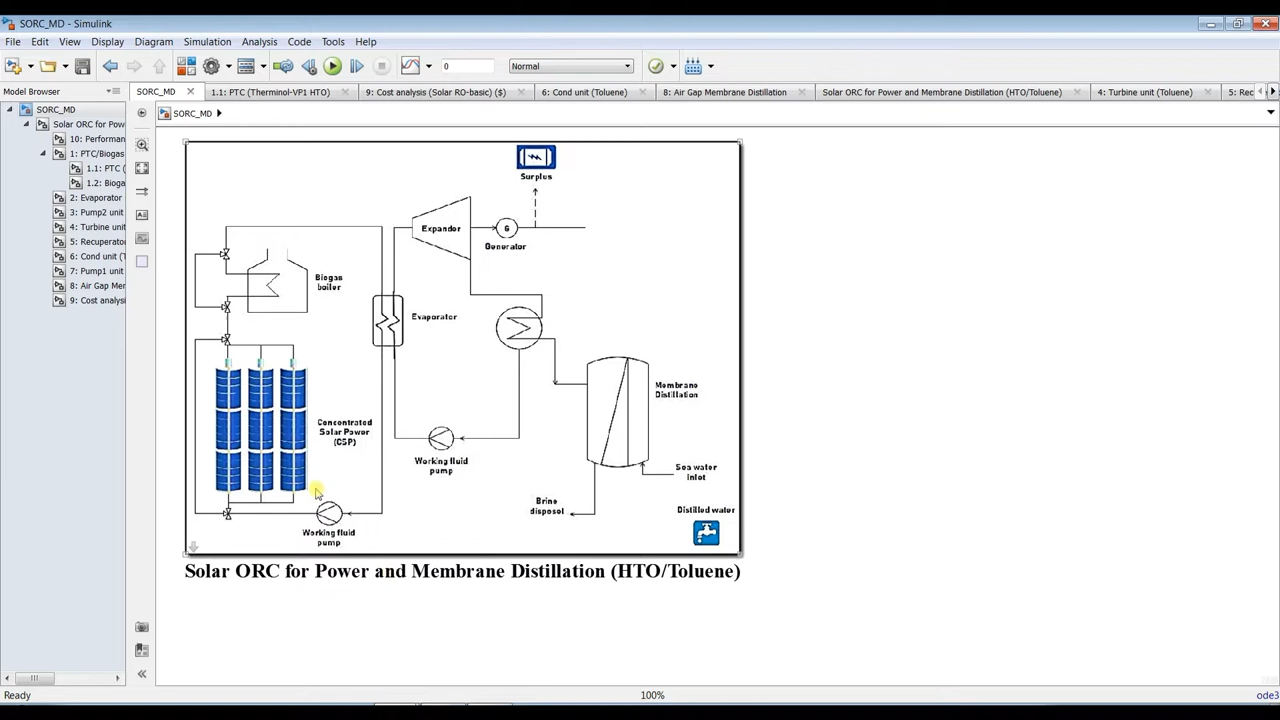 SORC_MD - Simulink
File Edit View Display Diagram Simulation Analysis Code Tools Help
0 Normal
Model Browser
SORC_MD
1.1: PTC (Therminol-VP1 HTO)
9: Cost analysis (Solar RO-basic) ($)
6: Cond unit (Toluene)
8: Air Gap Membrane Distillation
Solar ORC for Power and Membrane Distillation (HTO/Toluene)
4: Turbine unit (Toluene)
5: Rec
SORC_MD
SORC_MD
Solar ORC for Pow
10: Performan
1: PTC/Biogas
1.1: PTC (
1.2: Bioga
2: Evaporator
3: Pump2 unit
4: Turbine unit
5: Recuperato
6: Cond unit (T
7: Pump1 unit
8: Air Gap Mer
9: Cost analysi
Surplus
Expander
G
Generator
Biogas
boiler
Evaporator
Membrane
Distillation
Concentrated
Solar Power
(CSP)
Working fluid
pump
Sea water
inlet
Brine
disposal
Distilled water
Working fluid
pump
Solar ORC for Power and Membrane Distillation (HTO/Toluene)
Ready
100%
ode3